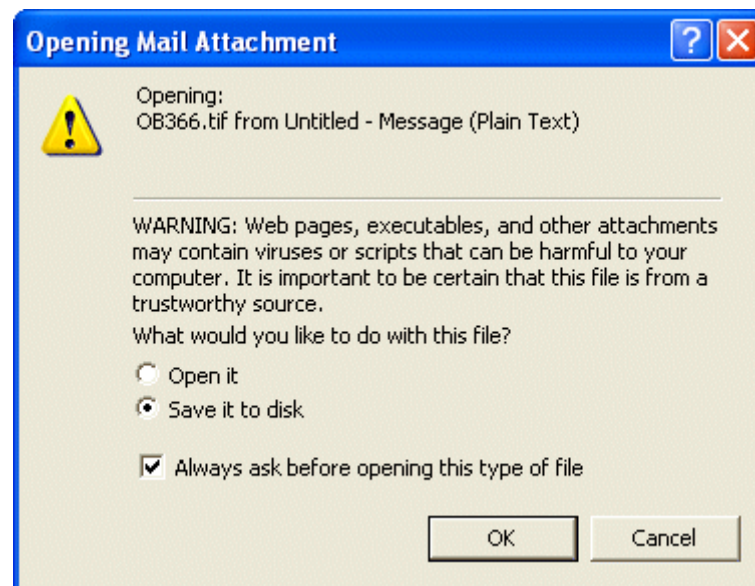 Opening Mail Attachment
Opening:
OB366.tif from Untitled - Message (Plain Text)
WARNING: Web pages, executables, and other attachments
may contain viruses or scripts that can be harmful to your
computer. It is important to be certain that this file is from a
trustworthy source.
What would you like to do with this file?
Open it
Save it to disk
Always ask before opening this type of file
OK
Cancel